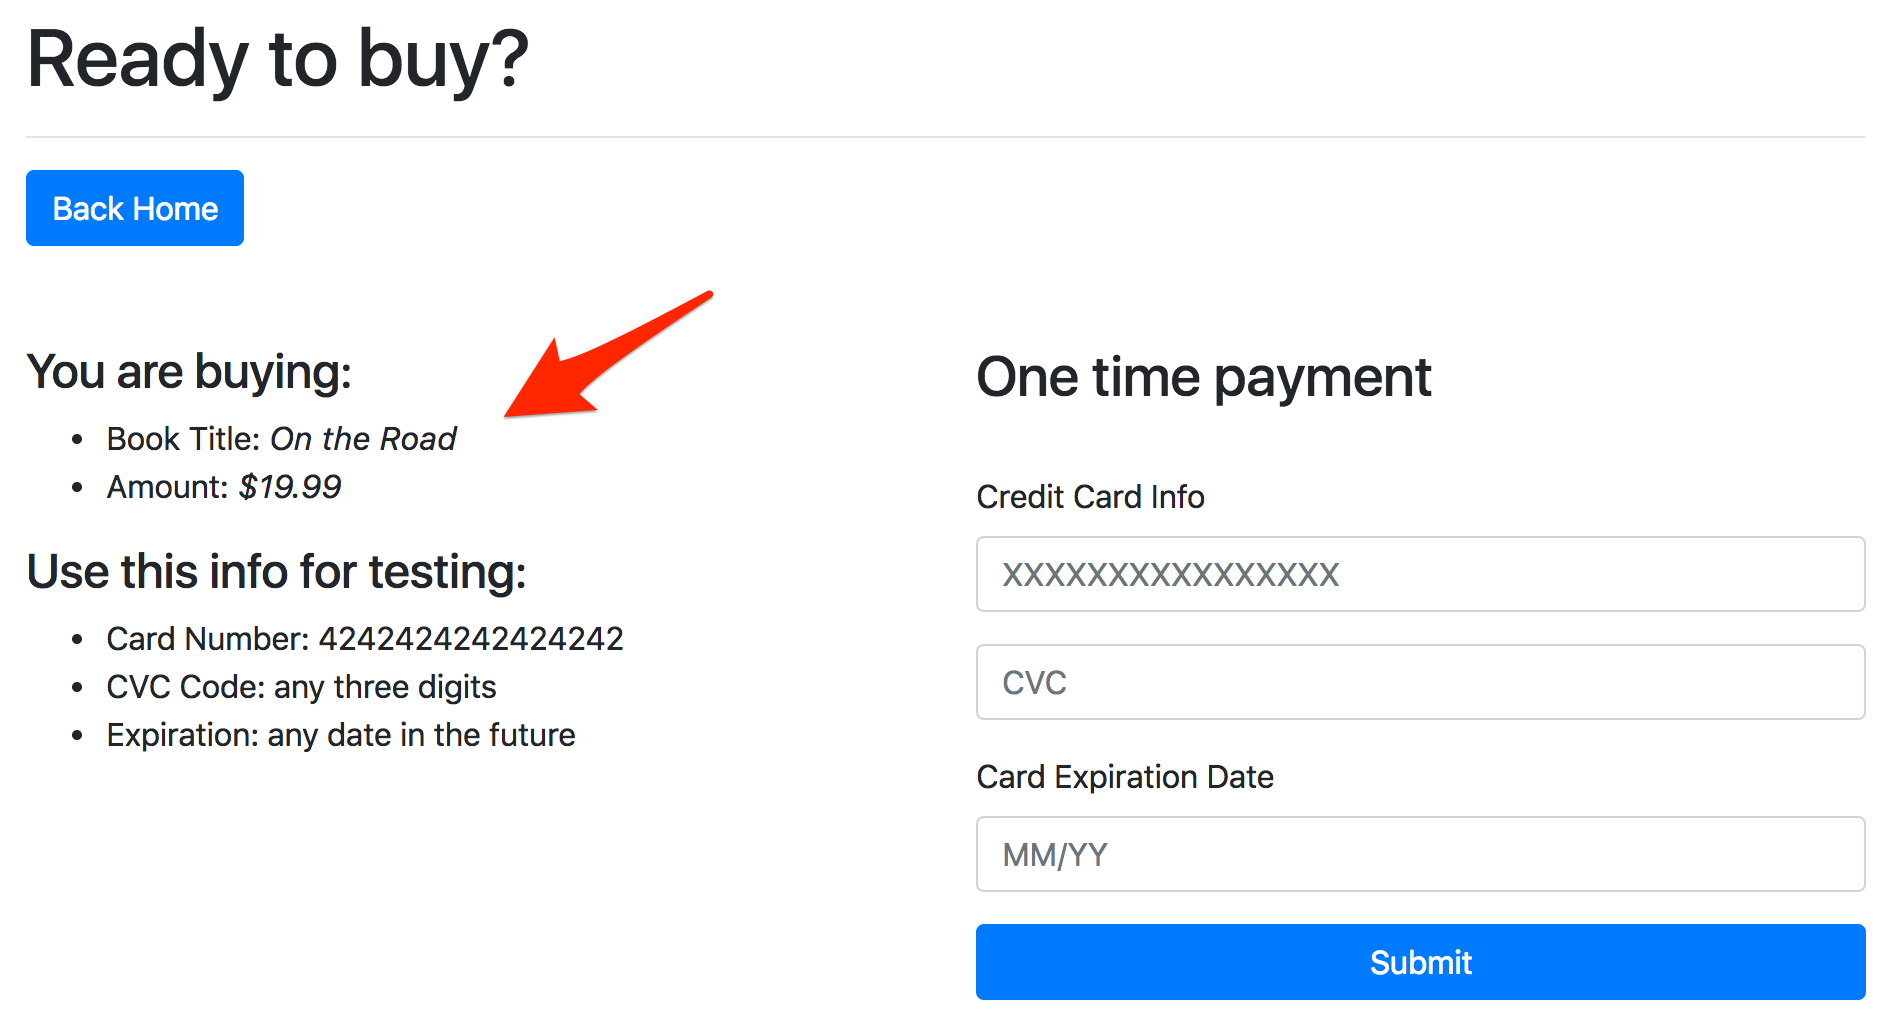 Ready to buy?
Back Home
You are buying:
Book Title: On the Road
Amount: $19.99
Use this info for testing:
Card Number: 4242424242424242
CVC Code: any three digits
Expiration: any date in the future
One time payment
Credit Card Info
XXXXXXXXXXXXXXXX
CVC
Card Expiration Date
MM/YY
Submit